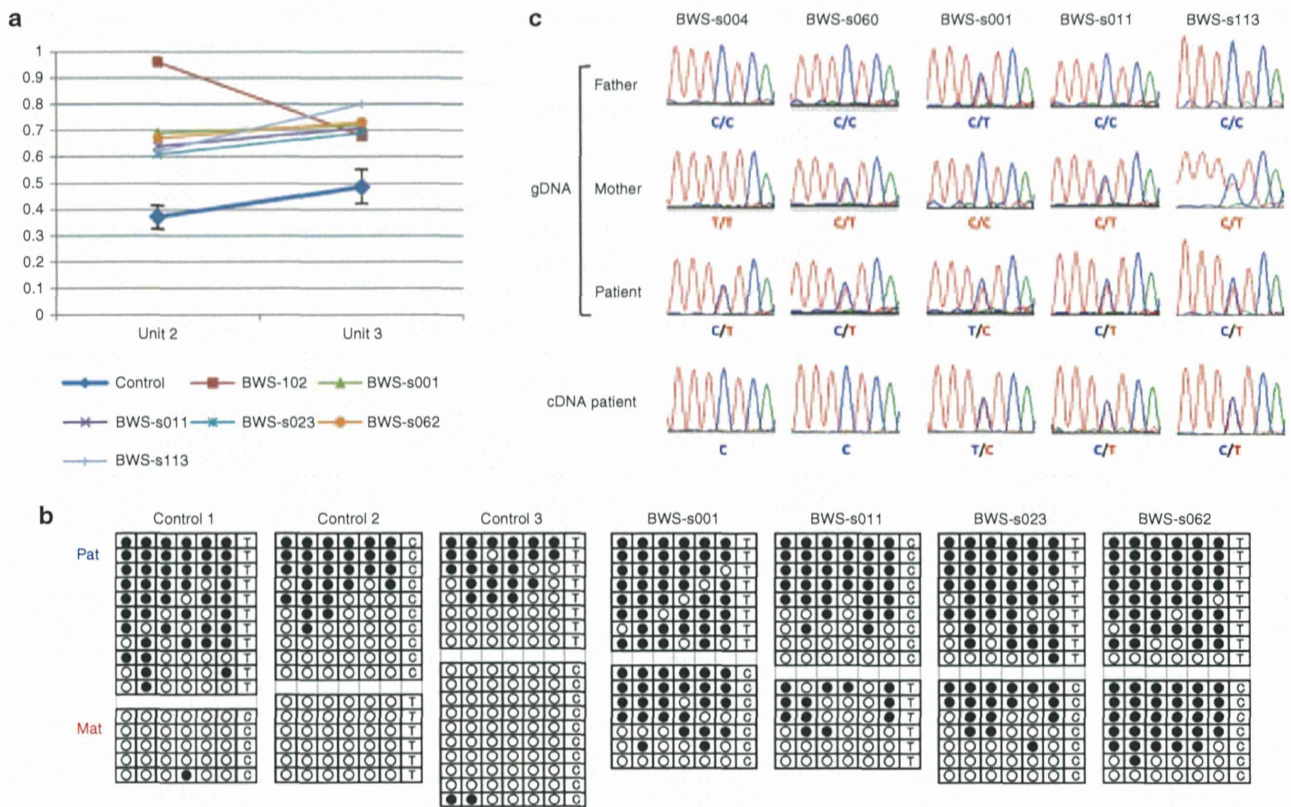 a
1
0.9
0.8
0.7
0.6
0.5
0.4
0.3
0.2
0.1
0
Unit 2 Unit 3
Control BWS-102 BWS-s001
BWS-s011 BWS-s023 BWS-s062
BWS-s113
c
BWS-s004 BWS-s060 BWS-s001 BWS-s011 BWS-s113
gDNA
Father
C/C C/C C/T C/C C/C
Mother
T/T C/T C/C C/T C/T
Patient
C/T C/T T/C C/T C/T
cDNA patient
C C T/C C/T C/T
b
Control 1 Control 2 Control 3 BWS-s001 BWS-s011 BWS-s023 BWS-s062
Pat
T C T T C T T
T C T T C T T
T C T T C T T
T C T T C T T
T C T T C T T
T C T T C T T
T C T T C T T
T C T T C T T
T C C T T
T C
T
Mat
C T C C T C C
C T C C T C C
C T C C T C C
C T C C T C C
C T C C T C C
T C C T C C
C C C C
C
C
C